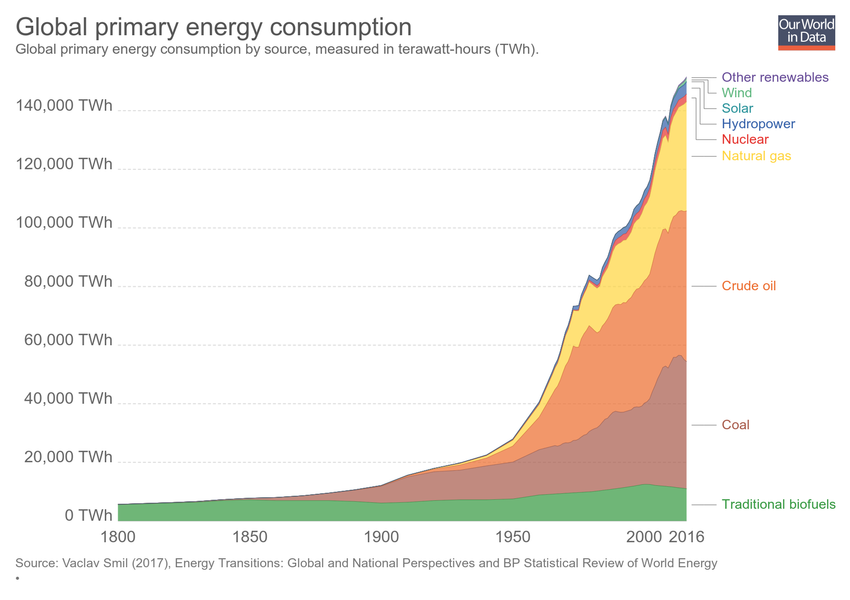 Global primary energy consumption
Global primary energy consumption by source, measured in terawatt-hours (TWh).
Our World
in Data
Other renewables
Wind
Solar
Hydropower
Nuclear
Natural gas
Crude oil
Coal
Traditional biofuels
140,000 TWh
120,000 TWh
100,000 TWh
80,000 TWh
60,000 TWh
40,000 TWh
20,000 TWh
0 TWh
1800 1850 1900 1950 2000 2016
Source: Vaclav Smil (2017), Energy Transitions: Global and National Perspectives and BP Statistical Review of World Energy
•